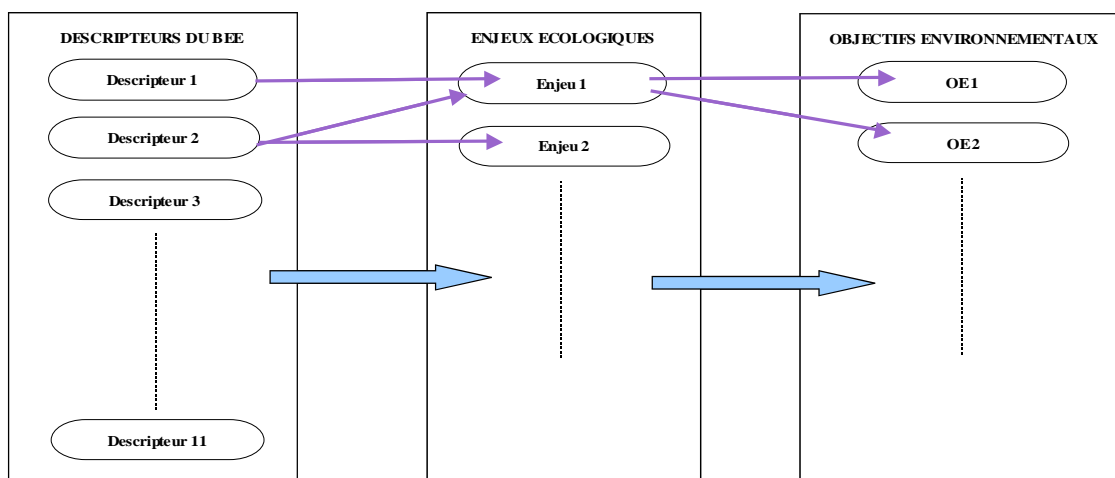 DESCRIPTEURS DU BEE
Descripteur 1
Descripteur 2
Descripteur 3
Descripteur 11
ENJEUX ECOLOGIQUES
Enjeu 1
Enjeu 2
OBJECTIFS ENVIRONNEMENTAUX
OE1
OE2